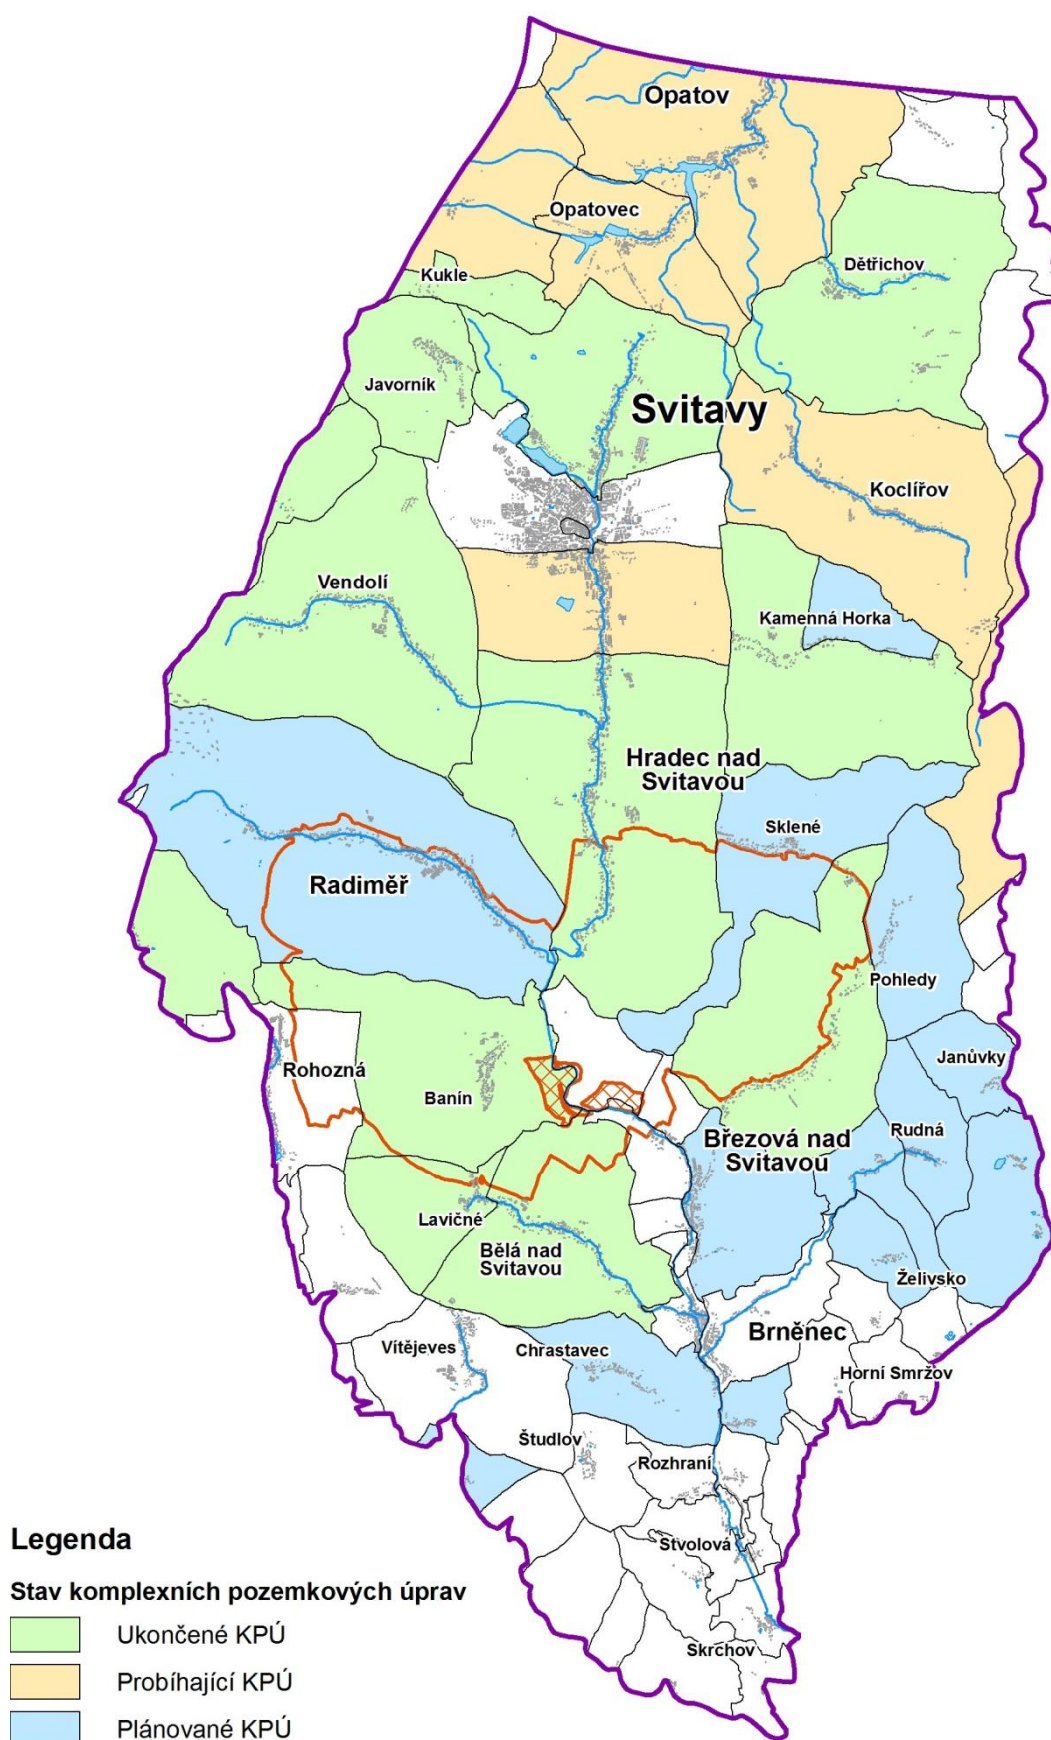 Opatov
Opatovec
Dětřichov
Kukle
Javorník
Svitavy
Koclířov
Vendolí
Kamenná Horka
Hradec nad
Svitavou
Sklené
Radiměř
Pohledy
Janůvky
Rohozná
Banín
Rudná
Březová nad
Svitavou
Lavičné
Bělá nad
Svitavou
Želivsko
Brněnec
Vítějeves
Chrastavec
Horní Smržov
Študlov
Rozhraní
Stvolová
Skrchov
Legenda
Stav komplexních pozemkových úprav
Ukončené KPÚ
Probíhající KPÚ
Plánované KPÚ